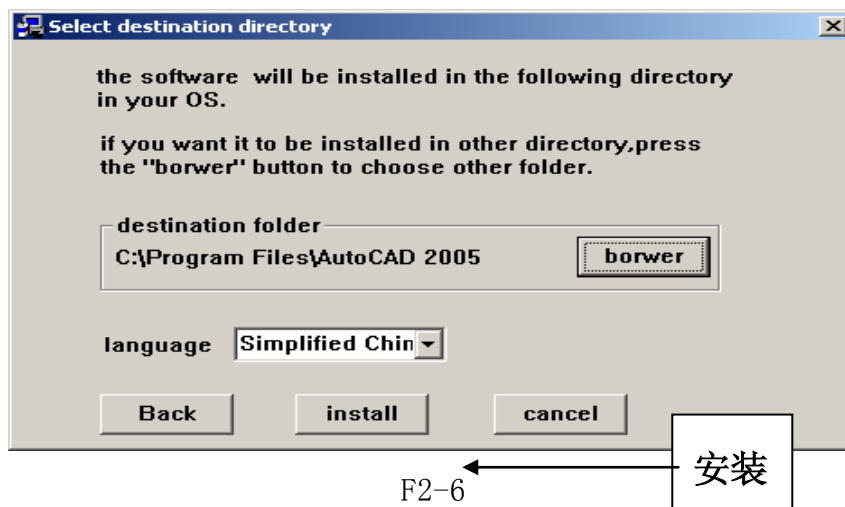 Select destination directory
the software will be installed in the following directory
in your OS.
if you want it to be installed in other directory,press
the "borwer" button to choose other folder.
destination folder
C:\Program Files\AutoCAD 2005
borwer
language
Simplified Chin
Back
install
cancel
安装
F2-6